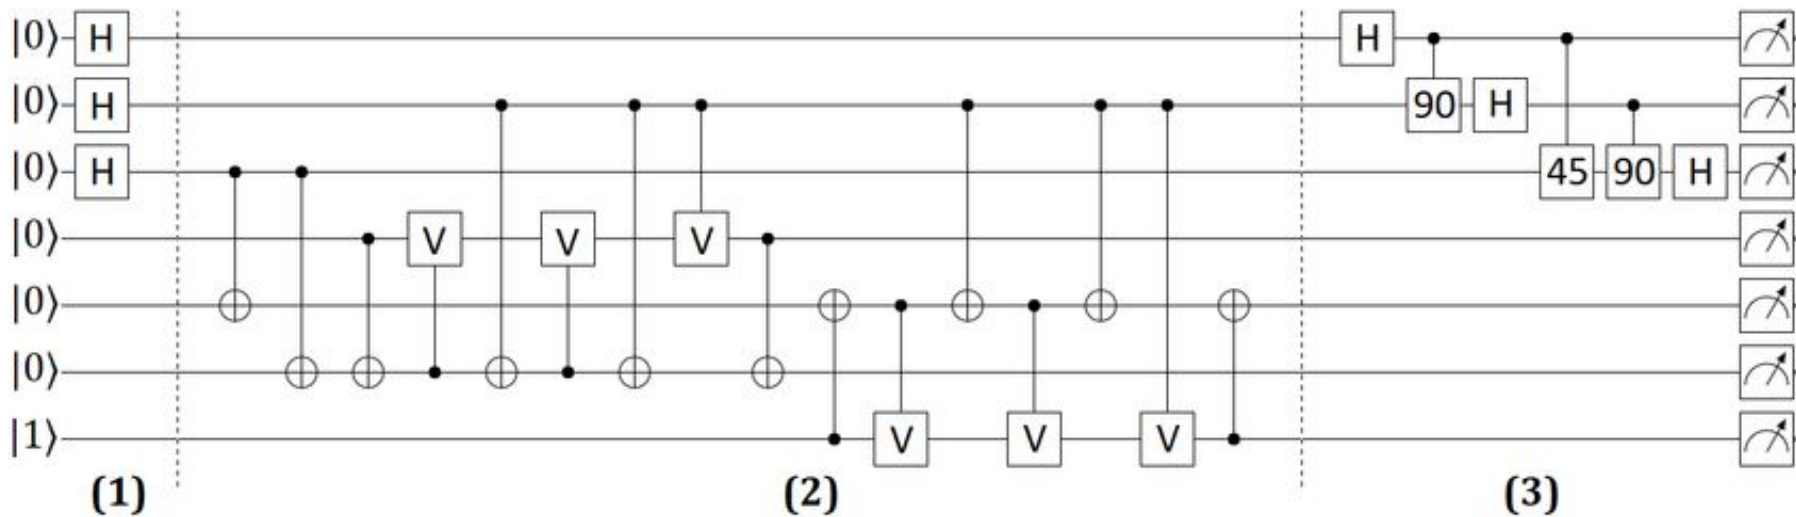 |0⟩ H H
|0⟩ H 90 H
|0⟩ H 45 90 H
|0⟩ V V V
|0⟩
|0⟩
|1⟩ V V V
(1) (2) (3)